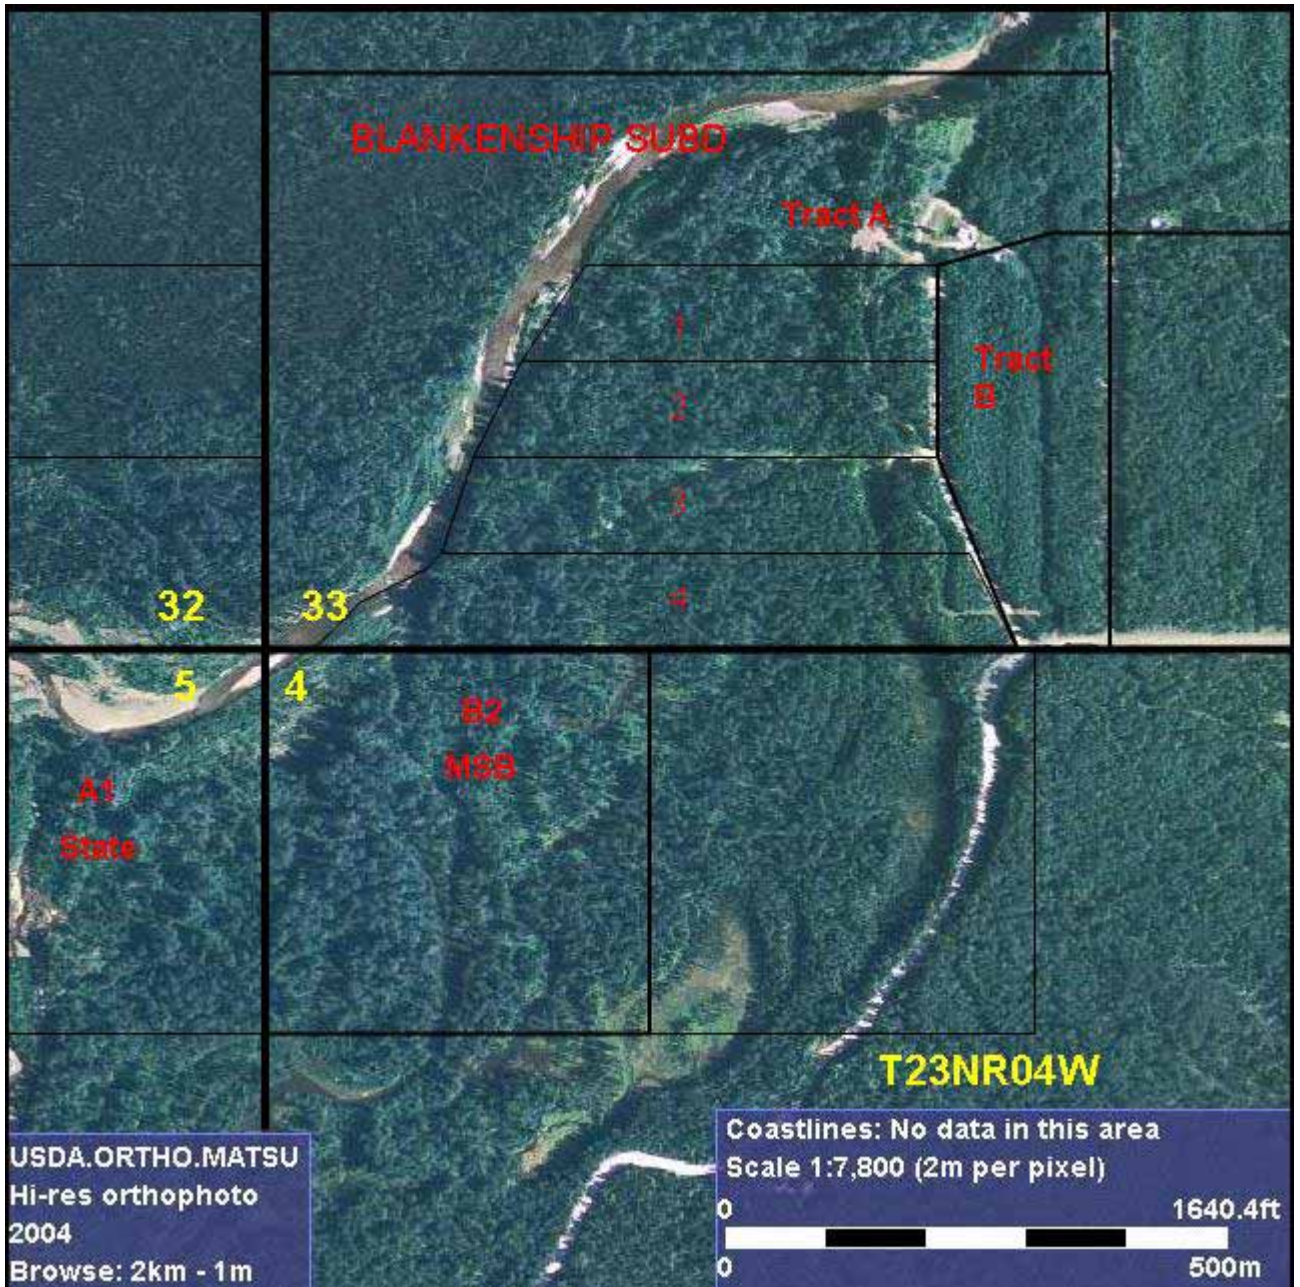 BLANKENSHIP SUBD
Tract A
1
Tract
B
2
3
4
32
33
5
4
B2
MSB
A1
State
T23NR04W
USDA.ORTHO.MATSU
Hi-res orthophoto
2004
Browse: 2km - 1m
Coastlines: No data in this area
Scale 1:7,800 (2m per pixel)
0 1640.4ft
0 500m